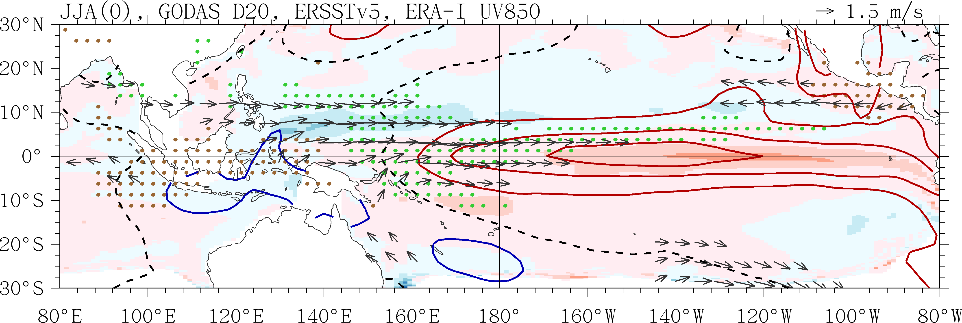 JJA(0), GODAS D20, ERSSTv5, ERA-I UV850 1.5 m/s
30°N
20°N
10°N
0°
10°S
20°S
30°S
80°E 100°E 120°E 140°E 160°E 180° 160°W 140°W 120°W 100°W 80°W